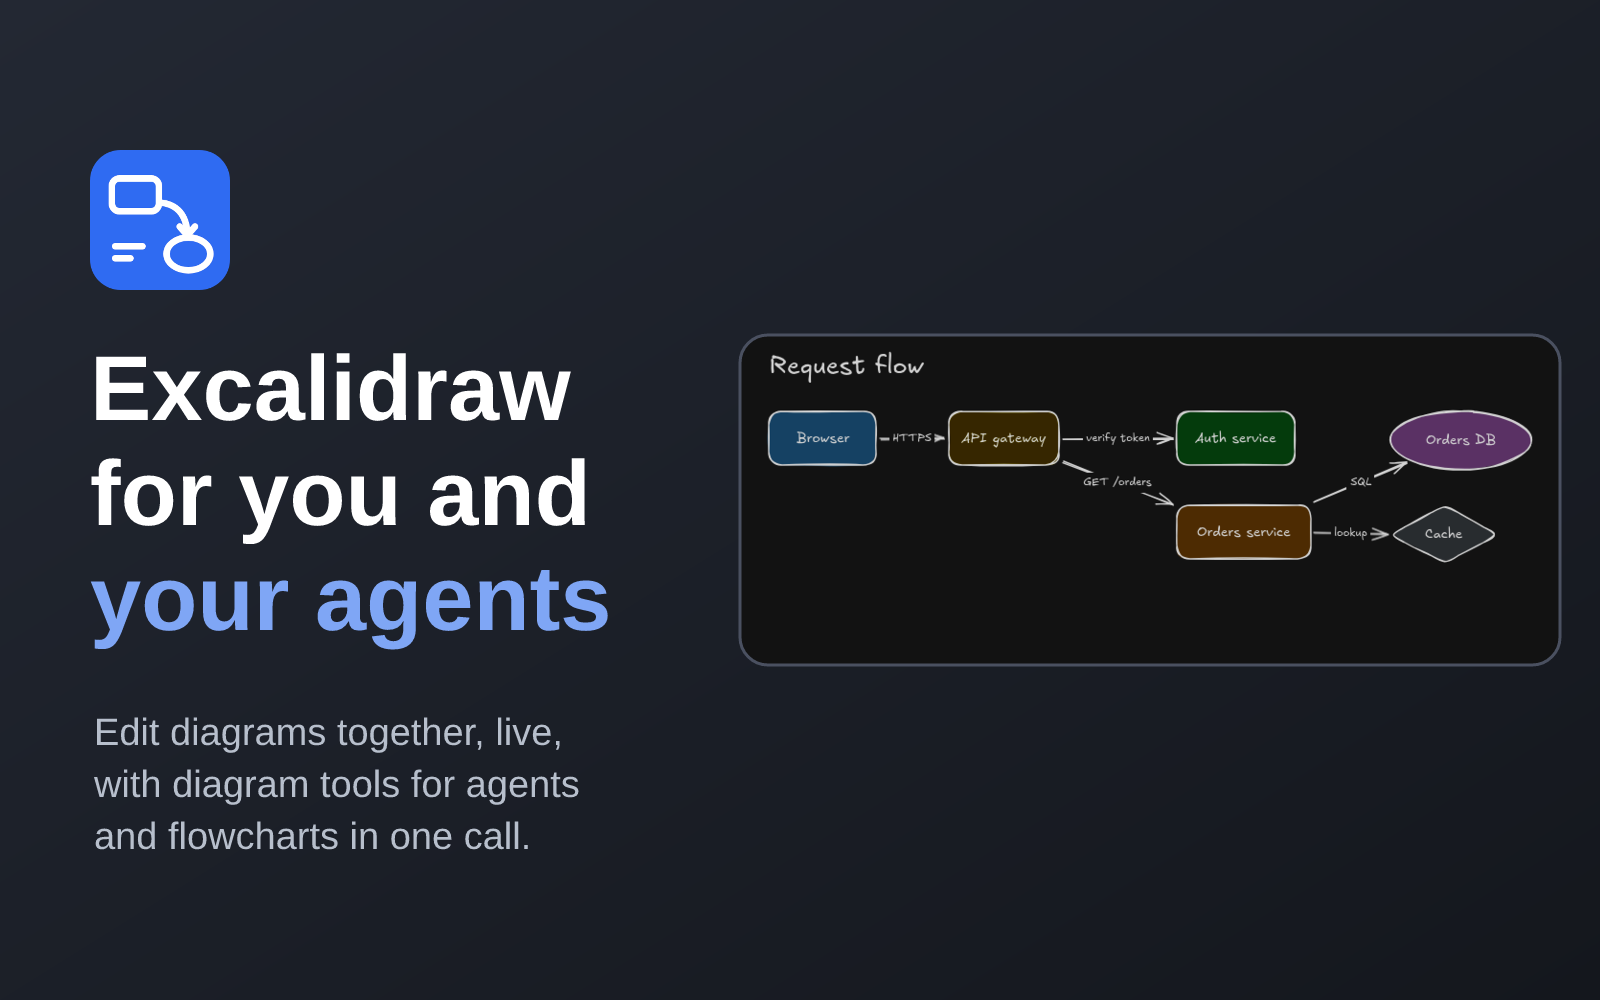 Excalidraw
for you and
your agents
Edit diagrams together, live,
with diagram tools for agents
and flowcharts in one call.
Request flow
Browser
HTTPS
API gateway
verify token
Auth service
Orders DB
GET /orders
SQL
Orders service
lookup
Cache